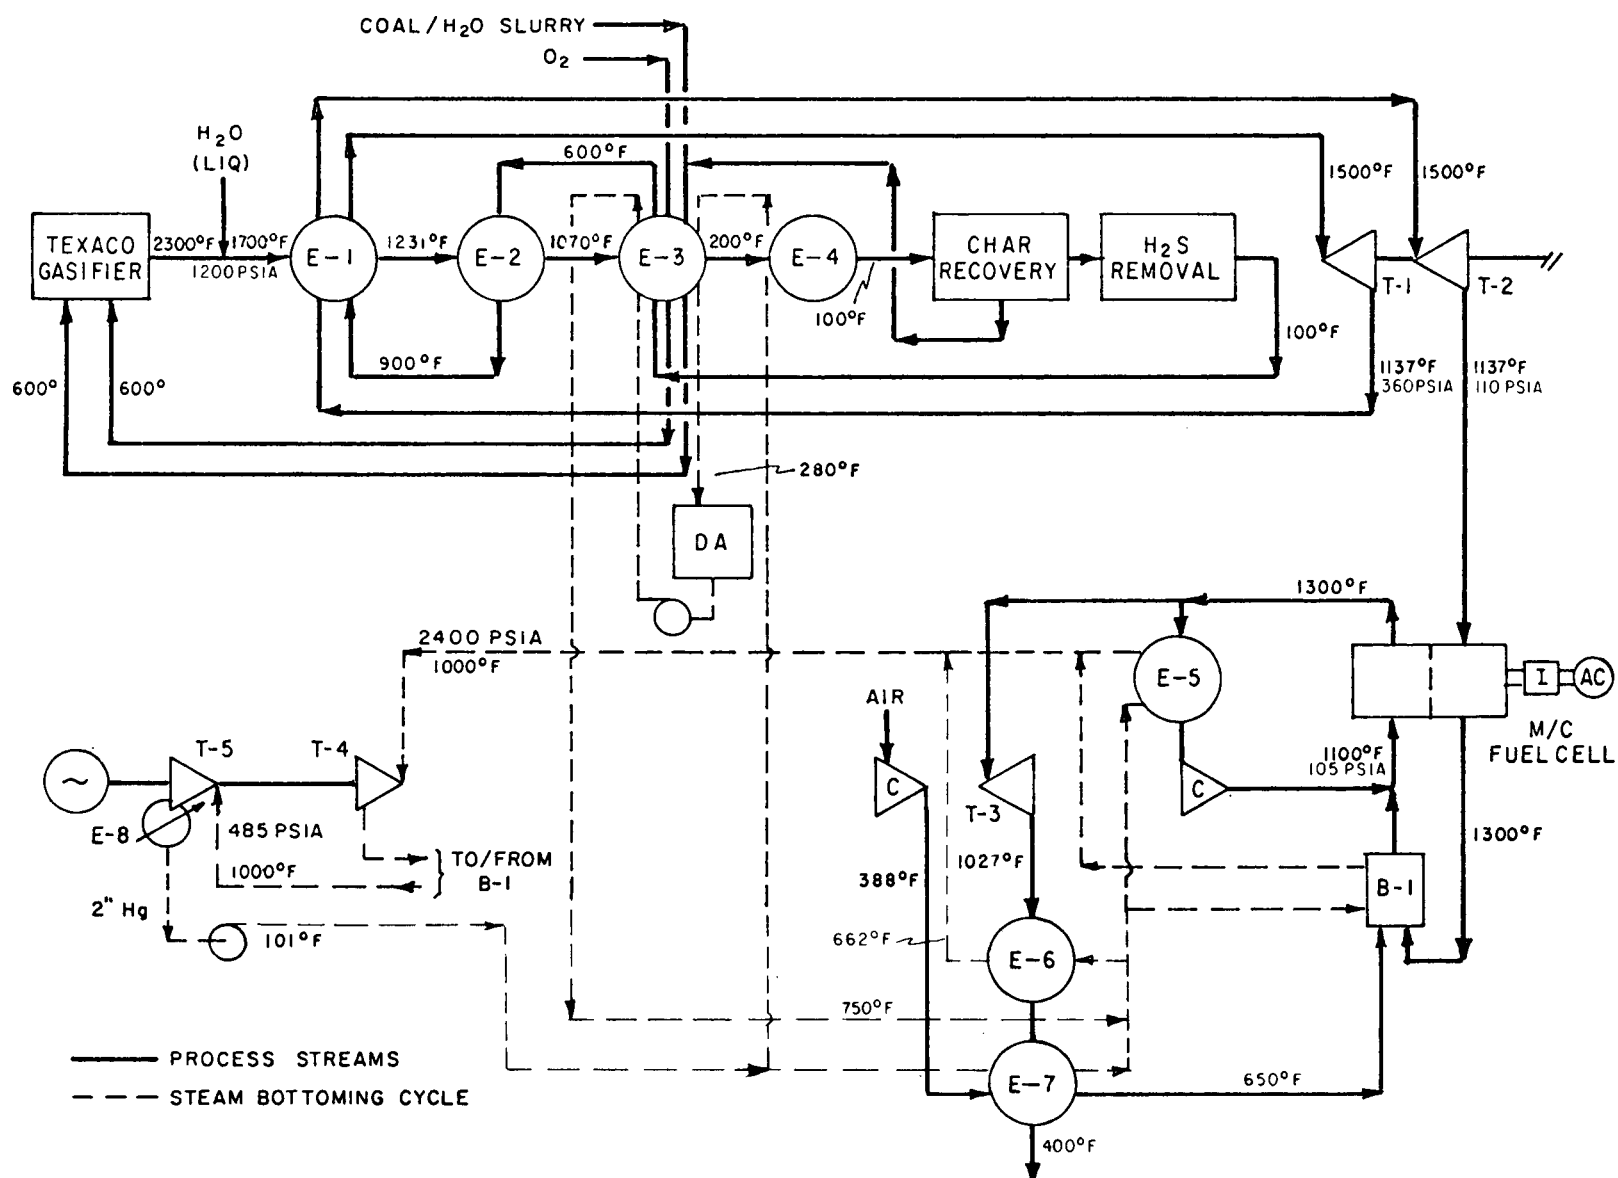 COAL/H2O SLURRY
O2
H2O
(LIQ)
600°F
1500°F
1500°F
TEXACO
GASIFIER
2300°F
1700°F
1200 PSIA
E-1
1231°F
E-2
1070°F
E-3
200°F
E-4
100°F
CHAR
RECOVERY
H2S
REMOVAL
T-1
T-2
100°F
900°F
600°
600°
1137°F
360 PSIA
1137°F
110 PSIA
280°F
DA
1300°F
2400 PSIA
1000°F
E-5
I
AC
M/C
FUEL CELL
AIR
T-5
T-4
C
T-3
C
1100°F
105 PSIA
E-8
485 PSIA
1000°F
TO/FROM
B-1
388°F
1027°F
1300°F
B-1
2" Hg
101°F
662°F
E-6
750°F
PROCESS STREAMS
STEAM BOTTOMING CYCLE
E-7
650°F
400°F